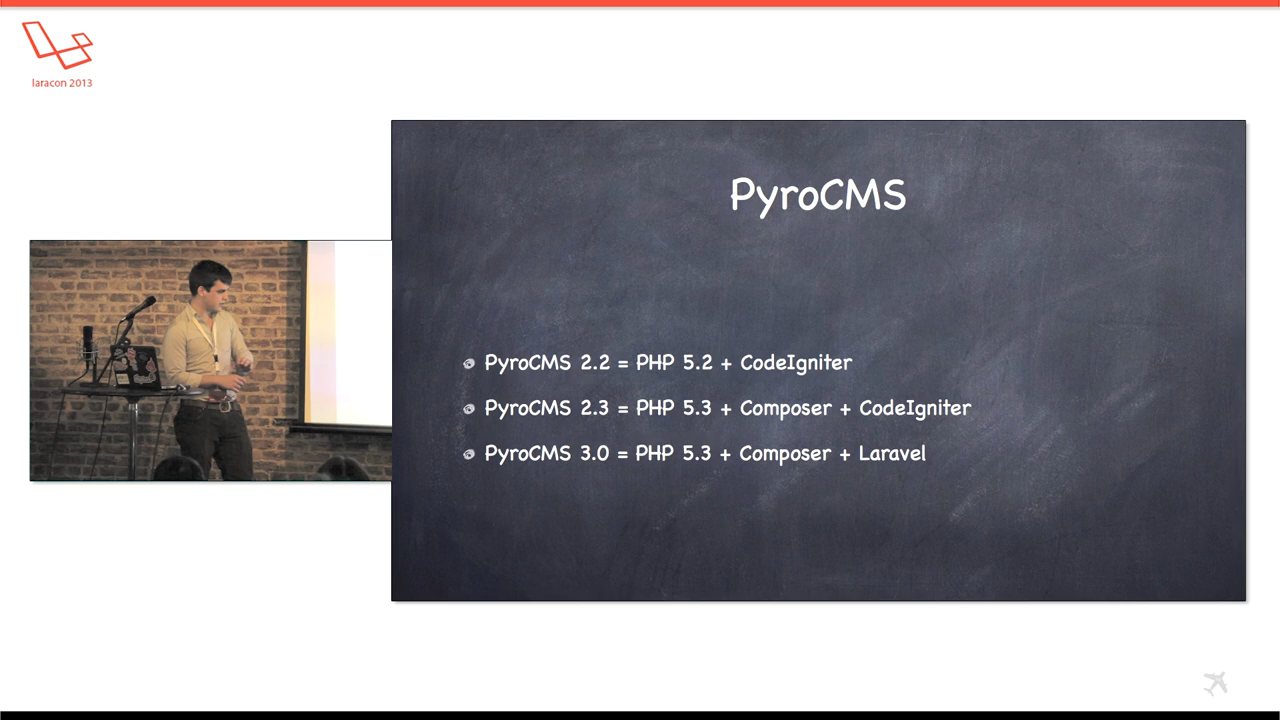 laracon 2013
PyroCMS
PyroCMS 2.2 = PHP 5.2 + CodeIgniter
PyroCMS 2.3 = PHP 5.3 + Composer + CodeIgniter
PyroCMS 3.0 = PHP 5.3 + Composer + Laravel